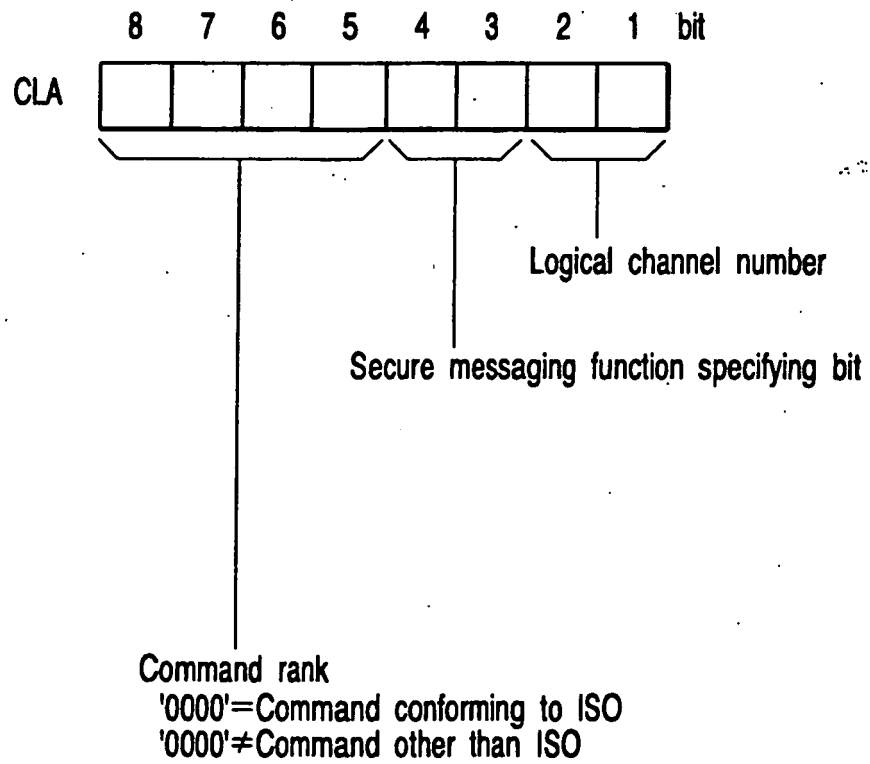 8 7 6 5 4 3 2 1 bit
CLA
Logical channel number
Secure messaging function specifying bit
Command rank
'0000'=Command conforming to ISO
'0000'≠Command other than ISO